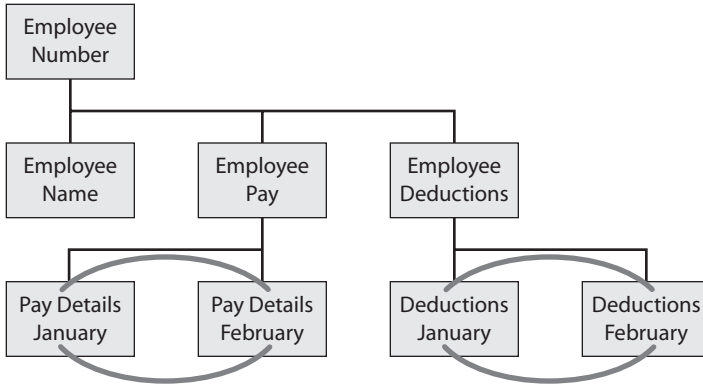 Employee
Number
Employee
Name
Employee
Pay
Employee
Deductions
Pay Details
January
Pay Details
February
Deductions
January
Deductions
February